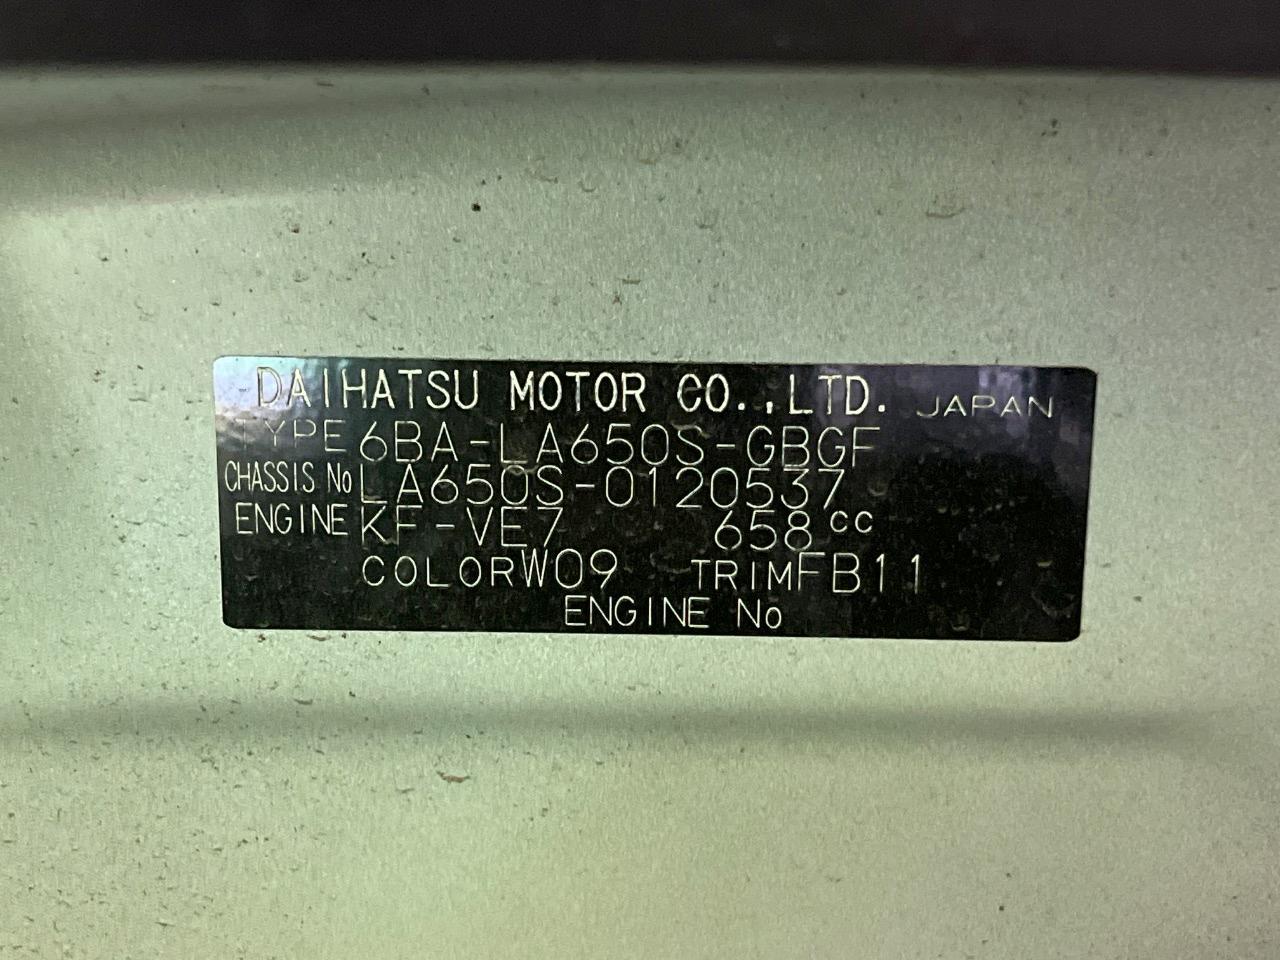 DAIHATSU MOTOR CO.,LTD. JAPAN
TYPE 6BA-LA650S-GBGF
CHASSIS No LA650S-0120537
ENGINE KF-VE7 658cc
COLOR W09 TRIM FB11
ENGINE No